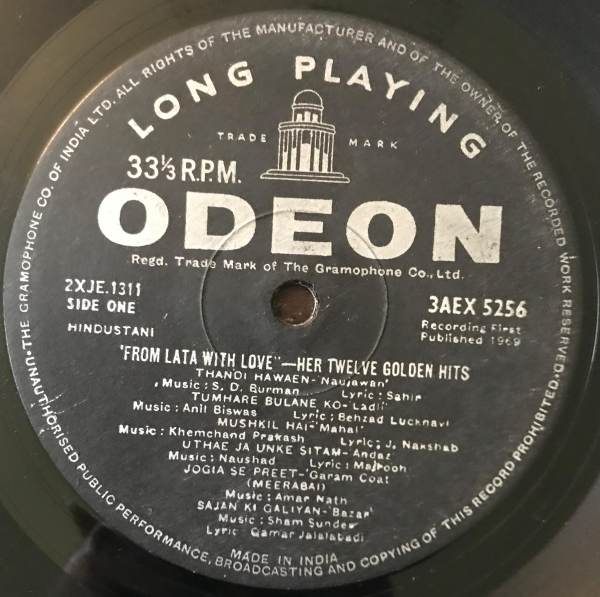 UNAUTHORISED PUBLIC PERFORMANCE, BROADCASTING AND COPYING OF THIS RECORD PROHIBITED.
THE GRAMOPHONE CO. OF INDIA LTD. ALL RIGHTS OF THE MANUFACTURER AND OF THE OWNER OF THE RECORDED WORK RESERVED.
LONG PLAYING
TRADE MARK
33⅓ R.P.M.
ODEON
Regd. Trade Mark of The Gramophone Co., Ltd.
2XJE.1311
SIDE ONE
3AEX 5256
HINDUSTANI
Recording First
Published 1969
'FROM LATA WITH LOVE"—HER TWELVE GOLDEN HITS
THANDI HAWAEN-'Naujawan'
Music: S. D. Burman Lyric: Sahir
TUMHARE BULANE KO-'Ladli'
Music: Anil Biswas Lyric: Behzad Lucknavi
MUSHKIL HAI-'Mahal'
Music: Khemchand Prakash Lyric: J. Nakshab
UTHAE JA UNKE SITAM-'Andaz'
Music: Naushad Lyric: Majrooh
JOGIA SE PREET-'Garam Coat'
(MEERABAI)
Music: Amar Nath
SAJAN KI GALIYAN-'Bazar'
Music: Sham Sunder
Lyric: Qamar Jalalabadi
MADE IN INDIA